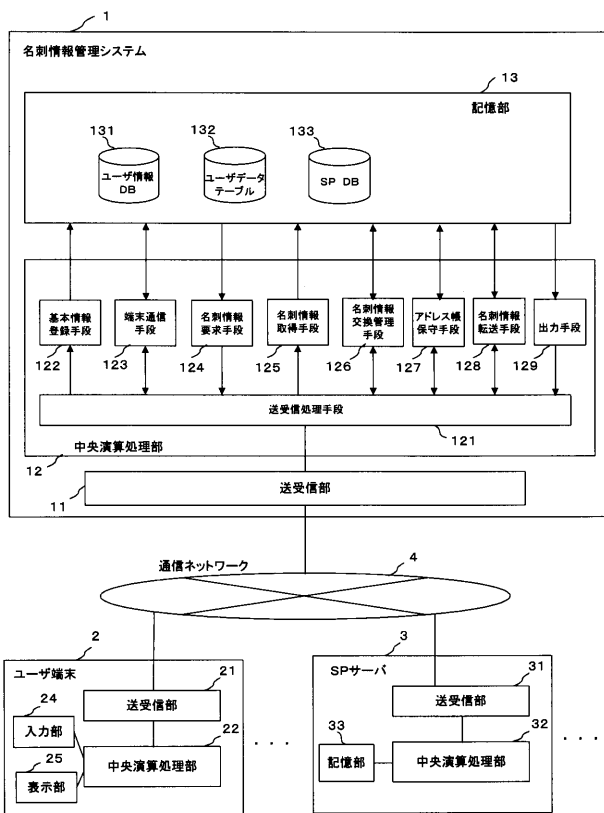 1
名刺情報管理システム
13
記憶部
131
132
133
ユーザ情報
DB
ユーザデータ
テーブル
SP DB
基本情報
登録手段
端末通信
手段
名刺情報
要求手段
名刺情報
取得手段
名刺情報
交換管理
手段
アドレス帳
保守手段
名刺情報
転送手段
出力手段
122
123
124
125
126
127
128
129
送受信処理手段
121
中央演算処理部
12
11
送受信部
通信ネットワーク
4
2
ユーザ端末
21
送受信部
24
入力部
22
中央演算処理部
25
表示部
・・・・
3
SPサーバ
31
送受信部
33
記憶部
32
中央演算処理部
・・・・